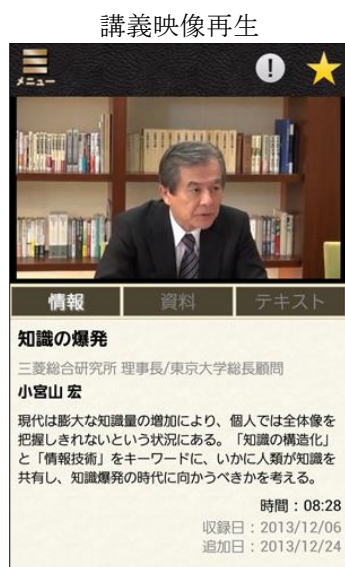 講義映像再生
メニュー
!
情報 資料 テキスト
知識の爆発
三菱総合研究所 理事長/東京大学総長顧問
小宮山 宏
現代は膨大な知識量の増加により、個人では全体像を
把握しきれないという状況にある。「知識の構造化」
と「情報技術」をキーワードに、いかに人類が知識を
共有し、知識爆発の時代に向かうべきかを考える。
時間：08:28
収録日：2013/12/06
追加日：2013/12/24